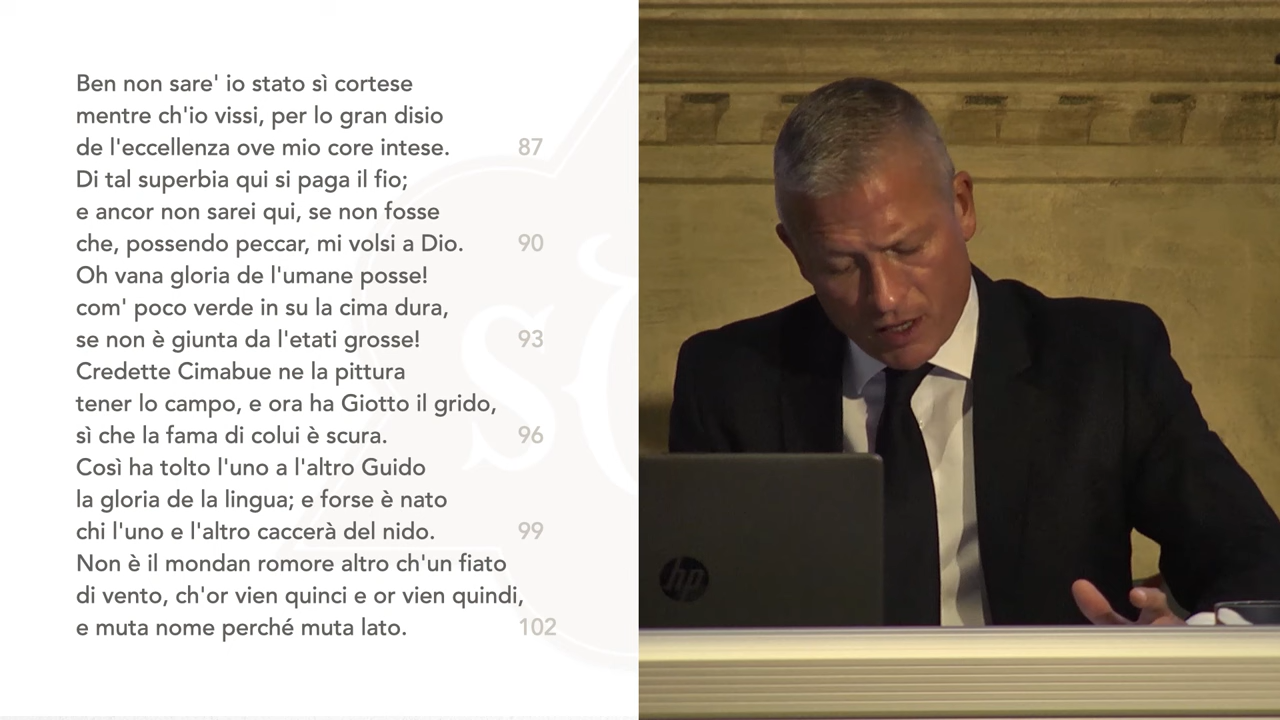 Ben non sare' io stato sì cortese
mentre ch'io vissi, per lo gran disio
de l'eccellenza ove mio core intese. 87
Di tal superbia qui si paga il fio;
e ancor non sarei qui, se non fosse
che, possendo peccar, mi volsi a Dio. 90
Oh vana gloria de l'umane posse!
com' poco verde in su la cima dura,
se non è giunta da l'etati grosse! 93
Credette Cimabue ne la pittura
tener lo campo, e ora ha Giotto il grido,
sì che la fama di colui è scura. 96
Così ha tolto l'uno a l'altro Guido
la gloria de la lingua; e forse è nato
chi l'uno e l'altro caccerà del nido. 99
Non è il mondan romore altro ch'un fiato
di vento, ch'or vien quinci e or vien quindi,
e muta nome perché muta lato. 102
hp